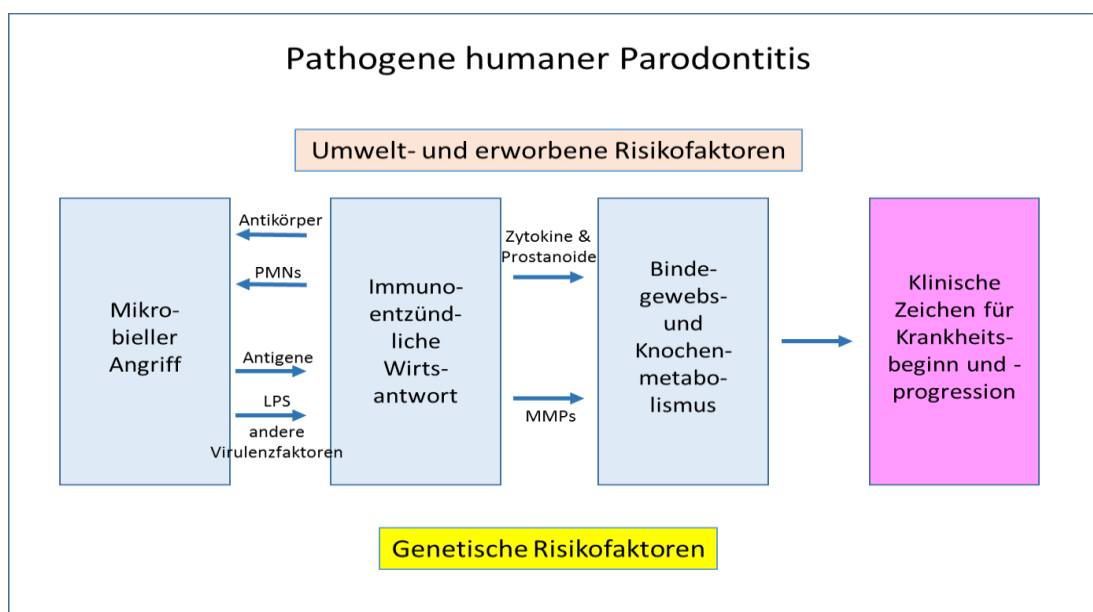 Pathogene humaner Parodontitis
Umwelt- und erworbene Risikofaktoren
Mikro-
bieller
Angriff
Antikörper
PMNs
Antigene
LPS
andere
Virulenzfaktoren
Immuno-
entzünd-
liche
Wirts-
antwort
Zytokine &
Prostanoide
MMPs
Binde-
gewebs-
und
Knochen-
metabo-
lismus
Klinische
Zeichen für
Krankheits-
beginn und -
progression
Genetische Risikofaktoren